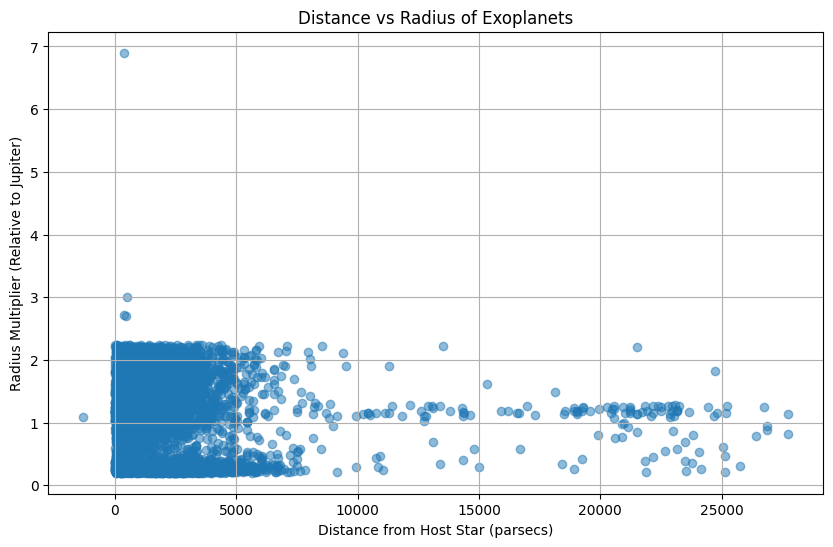 Distance vs Radius of Exoplanets
Radius Multiplier (Relative to Jupiter)
7
6
5
4
3
2
1
0
0 5000 10000 15000 20000 25000
Distance from Host Star (parsecs)